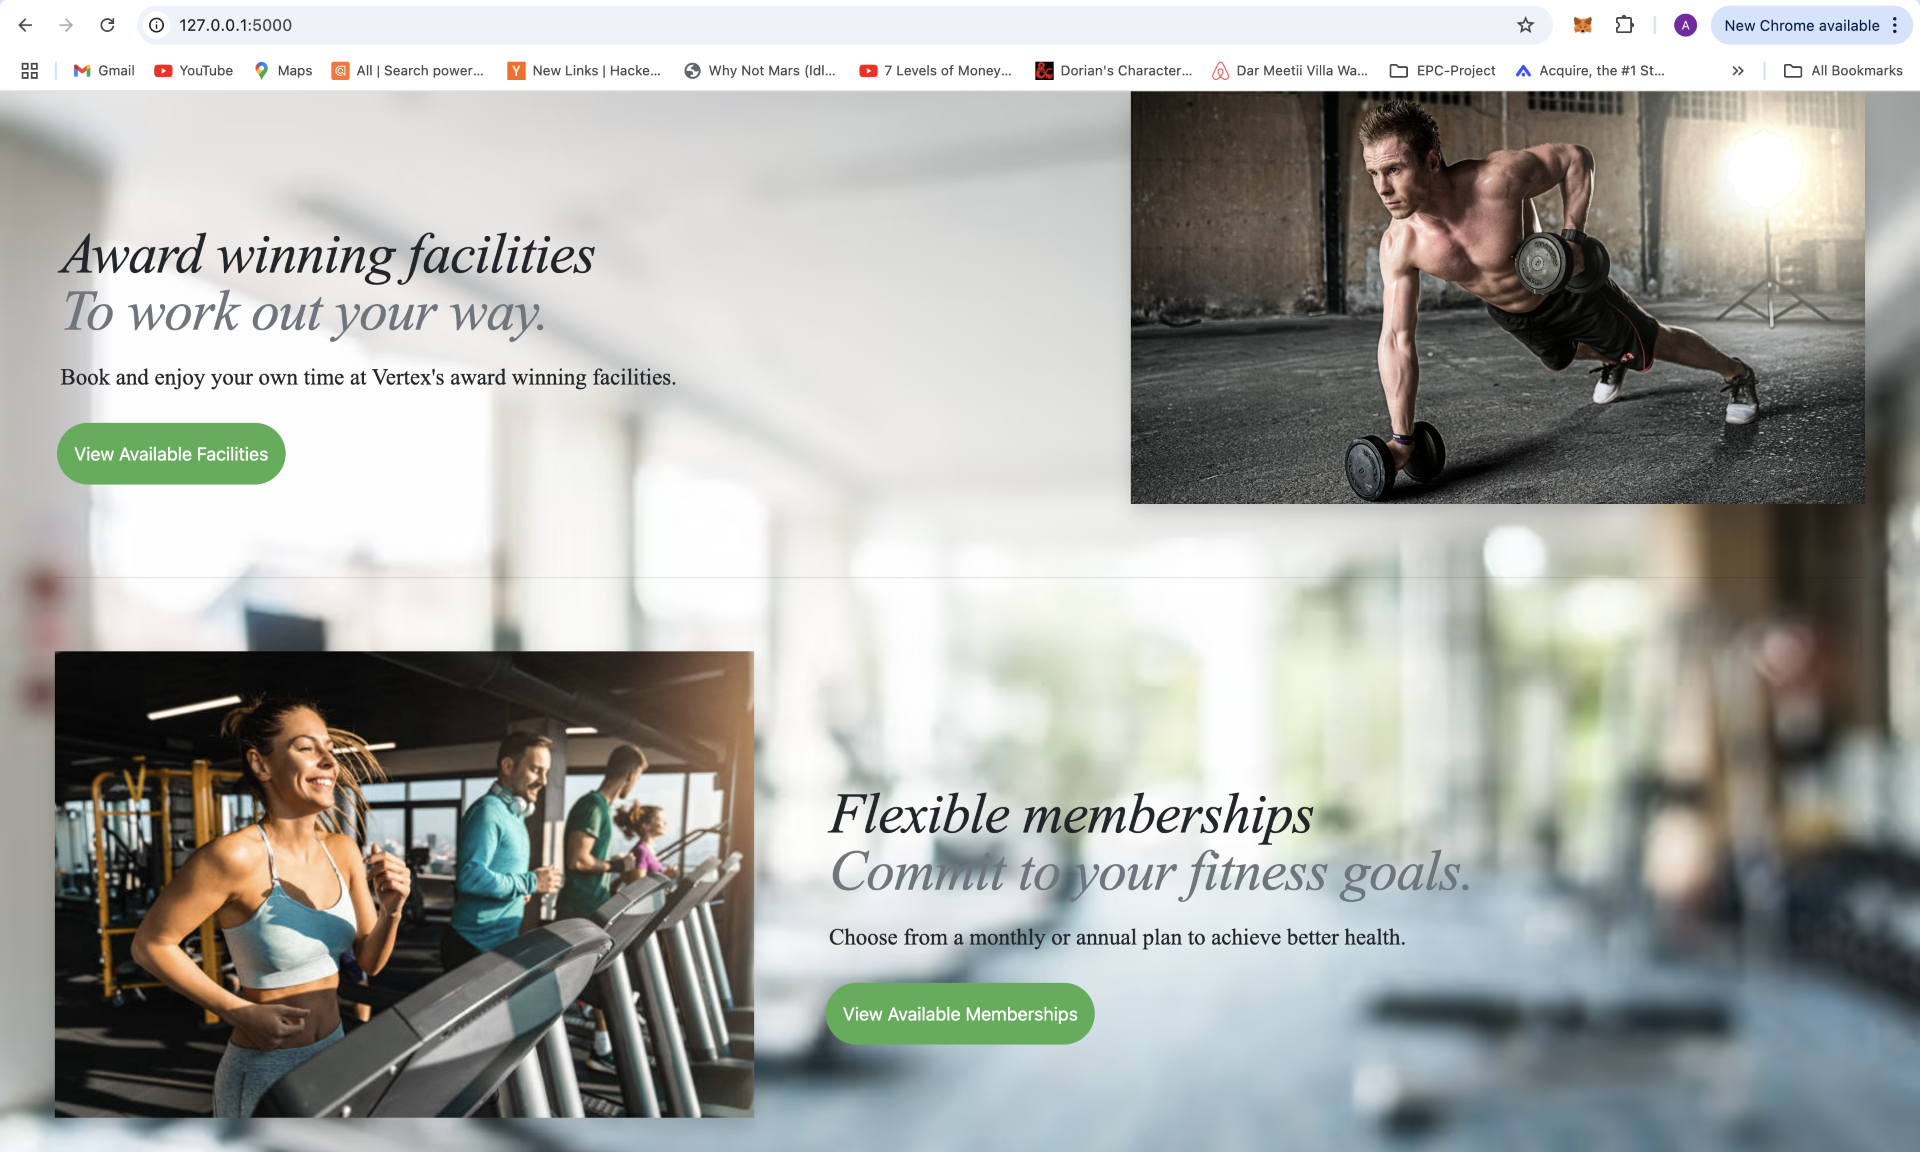 127.0.0.1:5000
A
New Chrome available
Gmail
YouTube
Maps
All | Search power...
Y
New Links | Hacke...
Why Not Mars (Idl...
7 Levels of Money...
Dorian's Character...
Dar Meetii Villa Wa...
EPC-Project
Acquire, the #1 St...
All Bookmarks
Award winning facilities
To work out your way.
Book and enjoy your own time at Vertex's award winning facilities.
View Available Facilities
Flexible memberships
Commit to your fitness goals.
Choose from a monthly or annual plan to achieve better health.
View Available Memberships